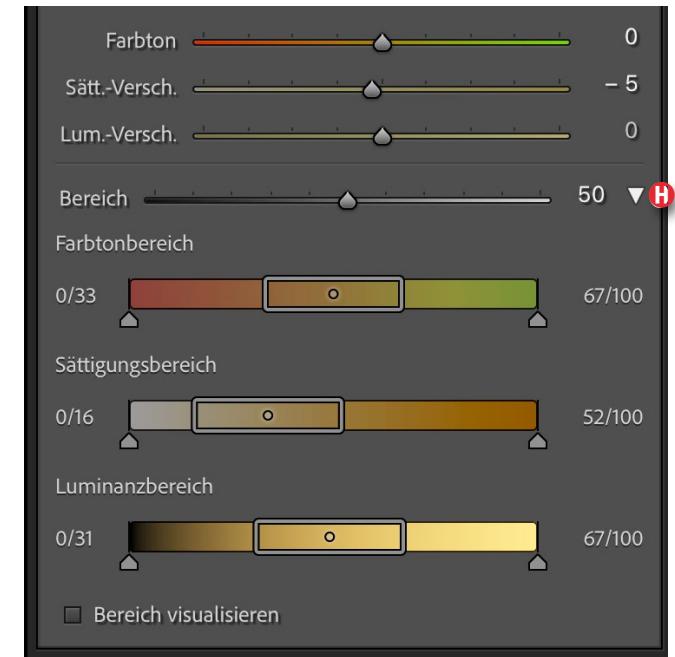 Farbton 0
Sätt.-Versch. – 5
Lum.-Versch. 0
Bereich 50 H
Farbtonbereich
0/33 67/100
Sättigungsbereich
0/16 52/100
Luminanzbereich
0/31 67/100
Bereich visualisieren